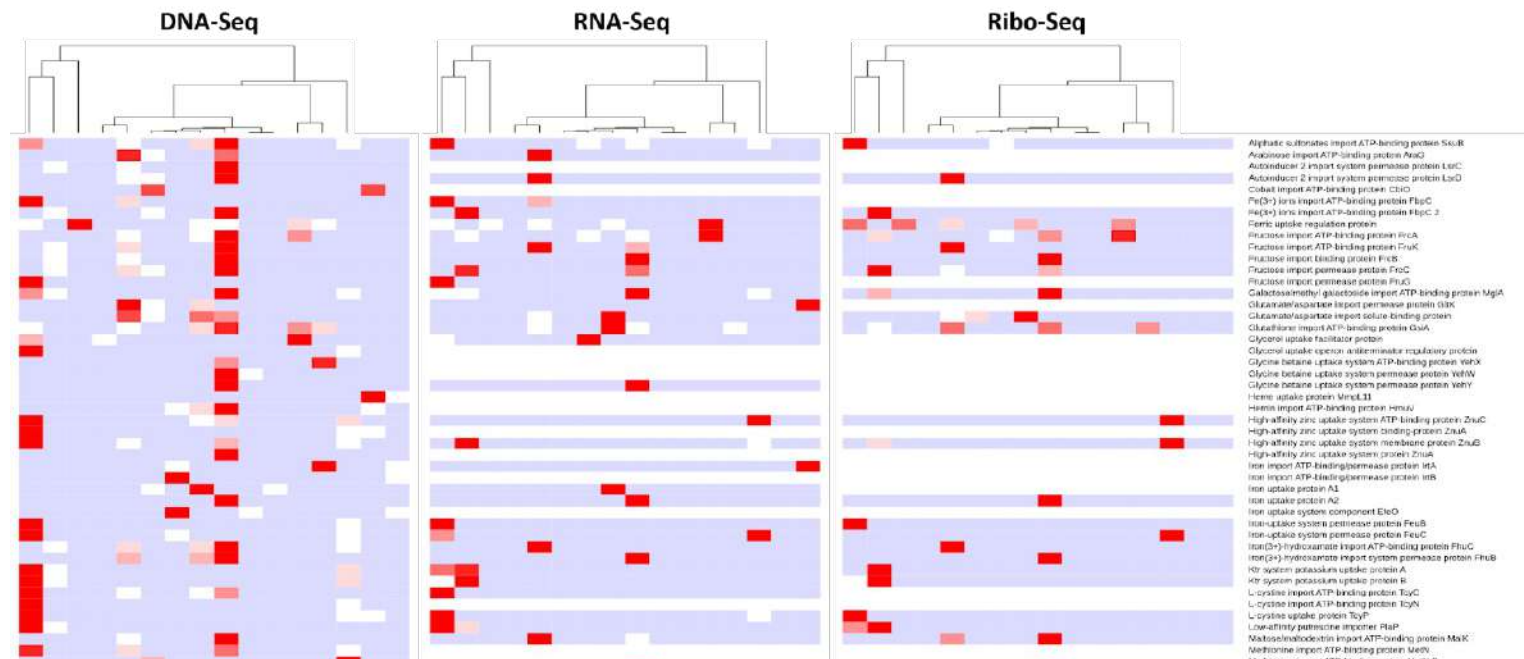 DNA-Seq
RNA-Seq
Ribo-Seq
Aliphatic sulfonates import ATP-binding protein SsuB
Arabinose import ATP-binding protein AraG
Autoinducer 2 import system permease protein LsrC
Autoinducer 2 import system permease protein LsrD
Cobalt import ATP-binding protein CbiO
Fe(3+) ions import ATP-binding protein FbpC
Fe(3+) ions import ATP-binding protein FbpC 2
Ferric uptake regulation protein
Fructose import ATP-binding protein FrcA
Fructose import ATP-binding protein FruK
Fructose import binding protein FrcB
Fructose import permease protein FrcC
Fructose import permease protein FruG
Galactose/methyl galactoside import ATP-binding protein MglA
Glutamate/aspartate import permease protein GltK
Glutamate/aspartate import solute-binding protein
Glutathione import ATP-binding protein GsiA
Glycerol uptake facilitator protein
Glycerol uptake operon antiterminator regulatory protein
Glycine betaine uptake system ATP-binding protein YehX
Glycine betaine uptake system permease protein YehW
Glycine betaine uptake system permease protein YehY
Heme uptake protein MmpL11
Hemin import ATP-binding protein HmuV
High-affinity zinc uptake system ATP-binding protein ZnuC
High-affinity zinc uptake system binding-protein ZnuA
High-affinity zinc uptake system membrane protein ZnuB
High-affinity zinc uptake system protein ZnuA
Iron import ATP-binding/permease protein IrtA
Iron import ATP-binding/permease protein IrtB
Iron uptake protein A1
Iron uptake protein A2
Iron uptake system component EfeO
Iron-uptake system permease protein FeuB
Iron-uptake system permease protein FeuC
Iron(3+)-hydroxamate import ATP-binding protein FhuC
Iron(3+)-hydroxamate import system permease protein FhuB
Ktr system potassium uptake protein A
Ktr system potassium uptake protein B
L-cystine import ATP-binding protein TcyC
L-cystine import ATP-binding protein TcyN
L-cystine uptake protein TcyP
Low-affinity putrescine importer PlaP
Maltose/maltodextrin import ATP-binding protein MalK
Methionine import ATP-binding protein MetN